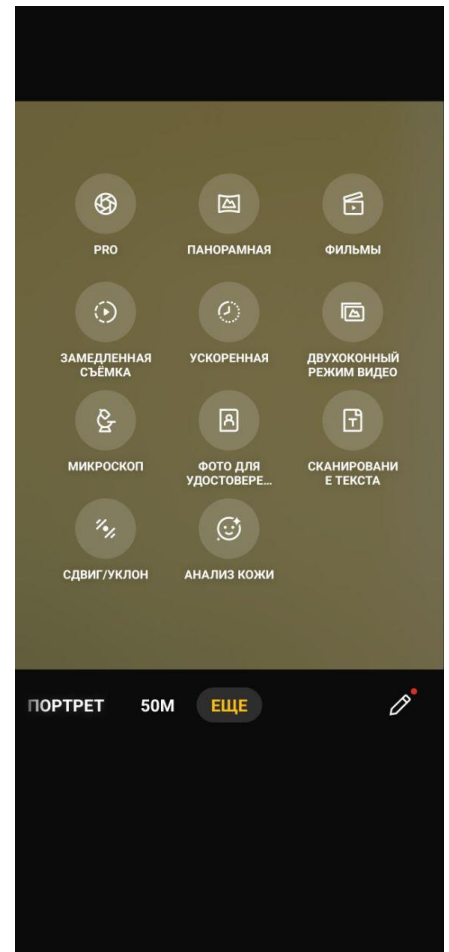 PRO
ПАНОРАМНАЯ
ФИЛЬМЫ
ЗАМЕДЛЕННАЯ
СЪЁМКА
УСКОРЕННАЯ
ДВУХОКОННЫЙ
РЕЖИМ ВИДЕО
МИКРОСКОП
ФОТО ДЛЯ
УДОСТОВЕРЕ...
СКАНИРОВАНИ
Е ТЕКСТА
СДВИГ/УКЛОН
АНАЛИЗ КОЖИ
ПОРТРЕТ 50M ЕЩЕ